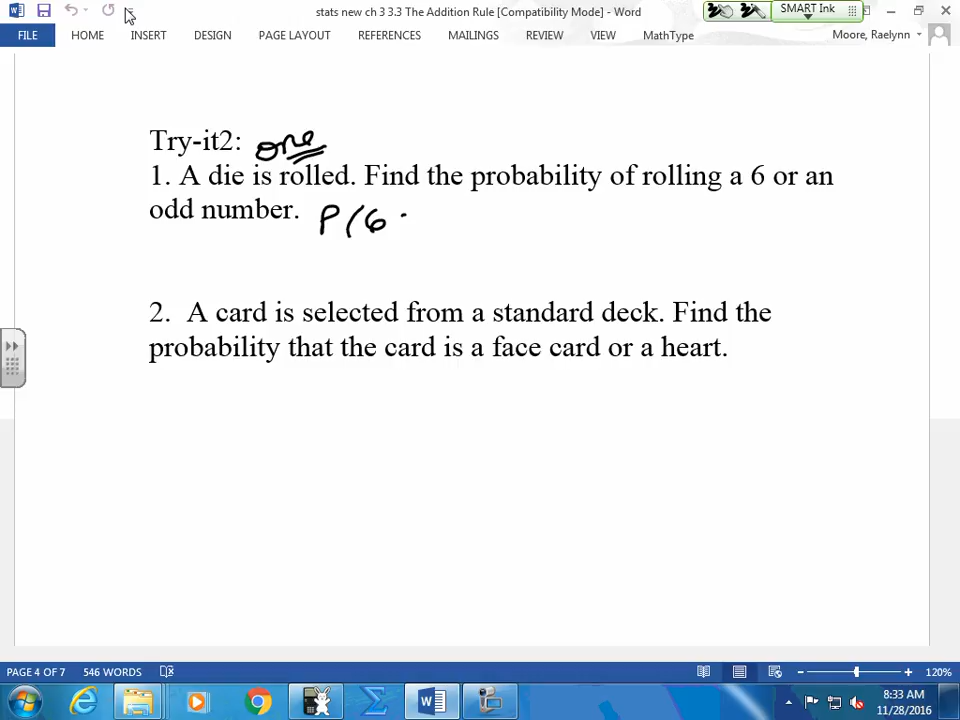 stats new ch 3 3.3 The Addition Rule [Compatibility Mode] - Word
SMART Ink
FILE HOME INSERT DESIGN PAGE LAYOUT REFERENCES MAILINGS REVIEW VIEW MathType
Moore, Raelynn
Try-it2: one
1. A die is rolled. Find the probability of rolling a 6 or an
odd number. P(6
2. A card is selected from a standard deck. Find the
probability that the card is a face card or a heart.
PAGE 4 OF 7 546 WORDS
120%
8:33 AM
11/28/2016